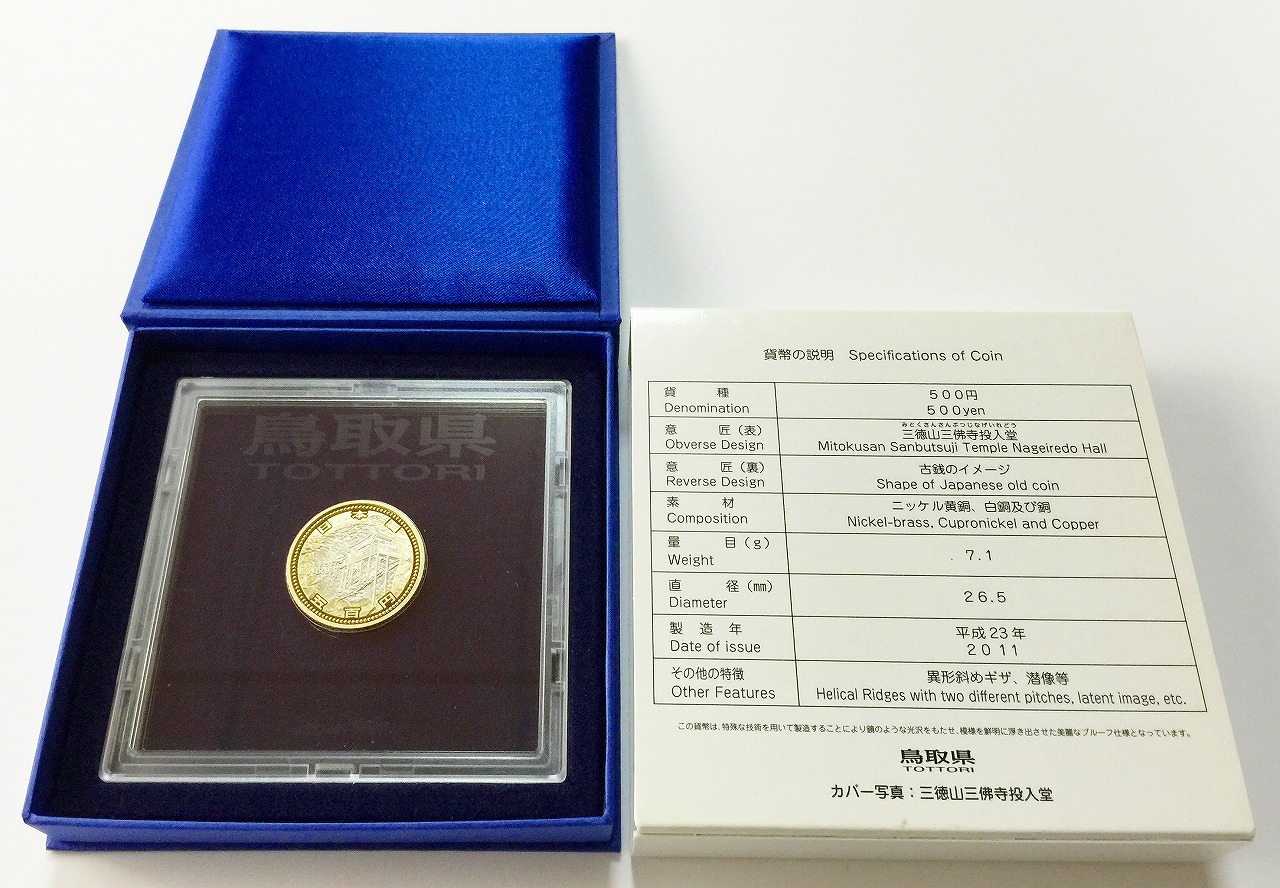 鳥取県
TOTTORI
日本国
五百円
貨幣の説明 Specifications of Coin
貨種
Denomination
500円
500yen
意匠(表)
Obverse Design
みとくさんさんぶつじなげいれどう
三徳山三佛寺投入堂
Mitokusan Sanbutsuji Temple Nageiredo Hall
意匠(裏)
Reverse Design
古銭のイメージ
Shape of Japanese old coin
素材
Composition
ニッケル黄銅、白銅及び銅
Nickel-brass, Cupronickel and Copper
量目(g)
Weight
7.1
直径(㎜)
Diameter
26.5
製造年
Date of issue
平成23年
2011
その他の特徴
Other Features
異形斜めギザ、潜像等
Helical Ridges with two different pitches, latent image, etc.
この貨幣は、特殊な技術を用いて製造することにより鏡のような光沢をもたせ、模様を鮮明に浮き出させた美麗なプルーフ仕様となっています。
鳥取県
TOTTORI
カバー写真：三徳山三佛寺投入堂